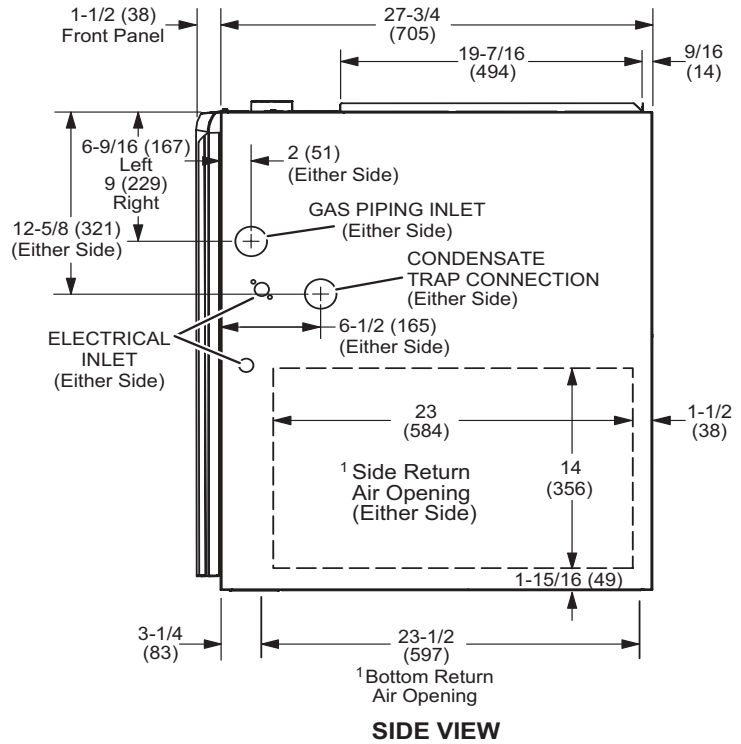 1-1/2 (38)
Front Panel
27-3/4
(705)
19-7/16
(494)
9/16
(14)
6-9/16 (167)
Left
9 (229)
Right
2 (51)
(Either Side)
12-5/8 (321)
(Either Side)
GAS PIPING INLET
(Either Side)
CONDENSATE
TRAP CONNECTION
(Either Side)
6-1/2 (165)
(Either Side)
ELECTRICAL
INLET
(Either Side)
23
(584)
1-1/2
(38)
1 Side Return
Air Opening
(Either Side)
14
(356)
1-15/16 (49)
3-1/4
(83)
23-1/2
(597)
1 Bottom Return
Air Opening
SIDE VIEW